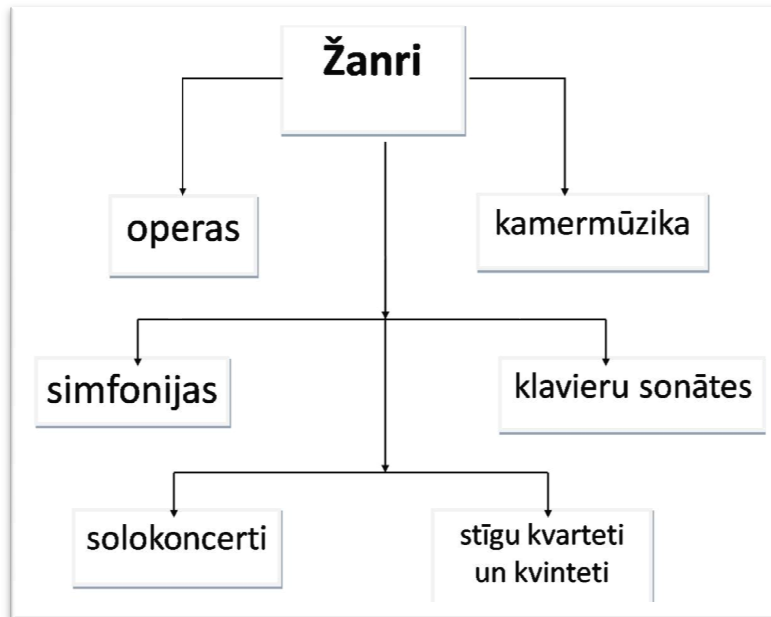 Žanri
operas
kamermūzika
simfonijas
klavieru sonātes
solokoncerti
stīgu kvarteti
un kvinteti